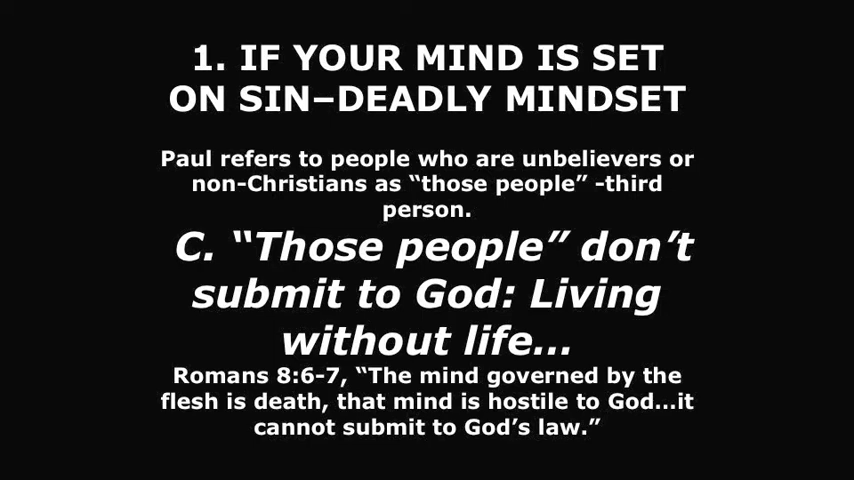 1. IF YOUR MIND IS SET
ON SIN–DEADLY MINDSET
Paul refers to people who are unbelievers or
non-Christians as “those people” -third
person.
C. “Those people” don’t
submit to God: Living
without life...
Romans 8:6-7, “The mind governed by the
flesh is death, that mind is hostile to God...it
cannot submit to God’s law.”